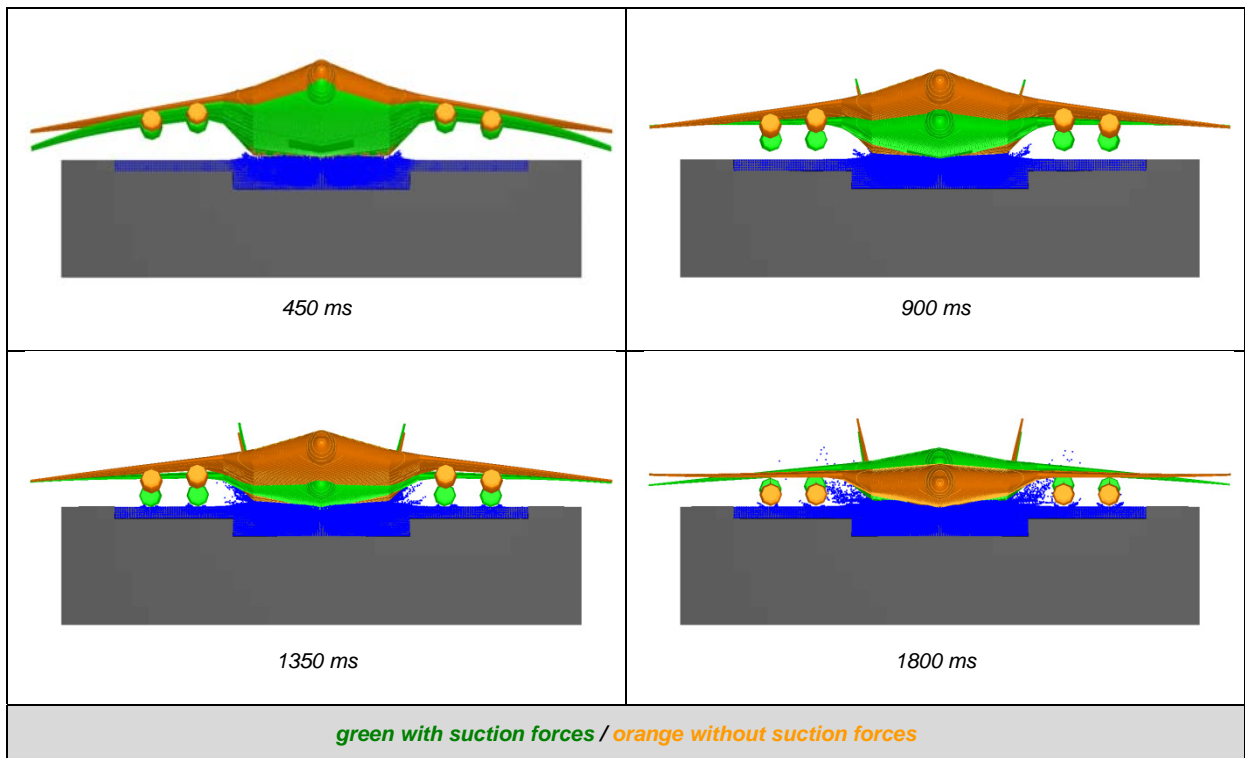 450 ms
900 ms
1350 ms
1800 ms
green with suction forces / orange without suction forces